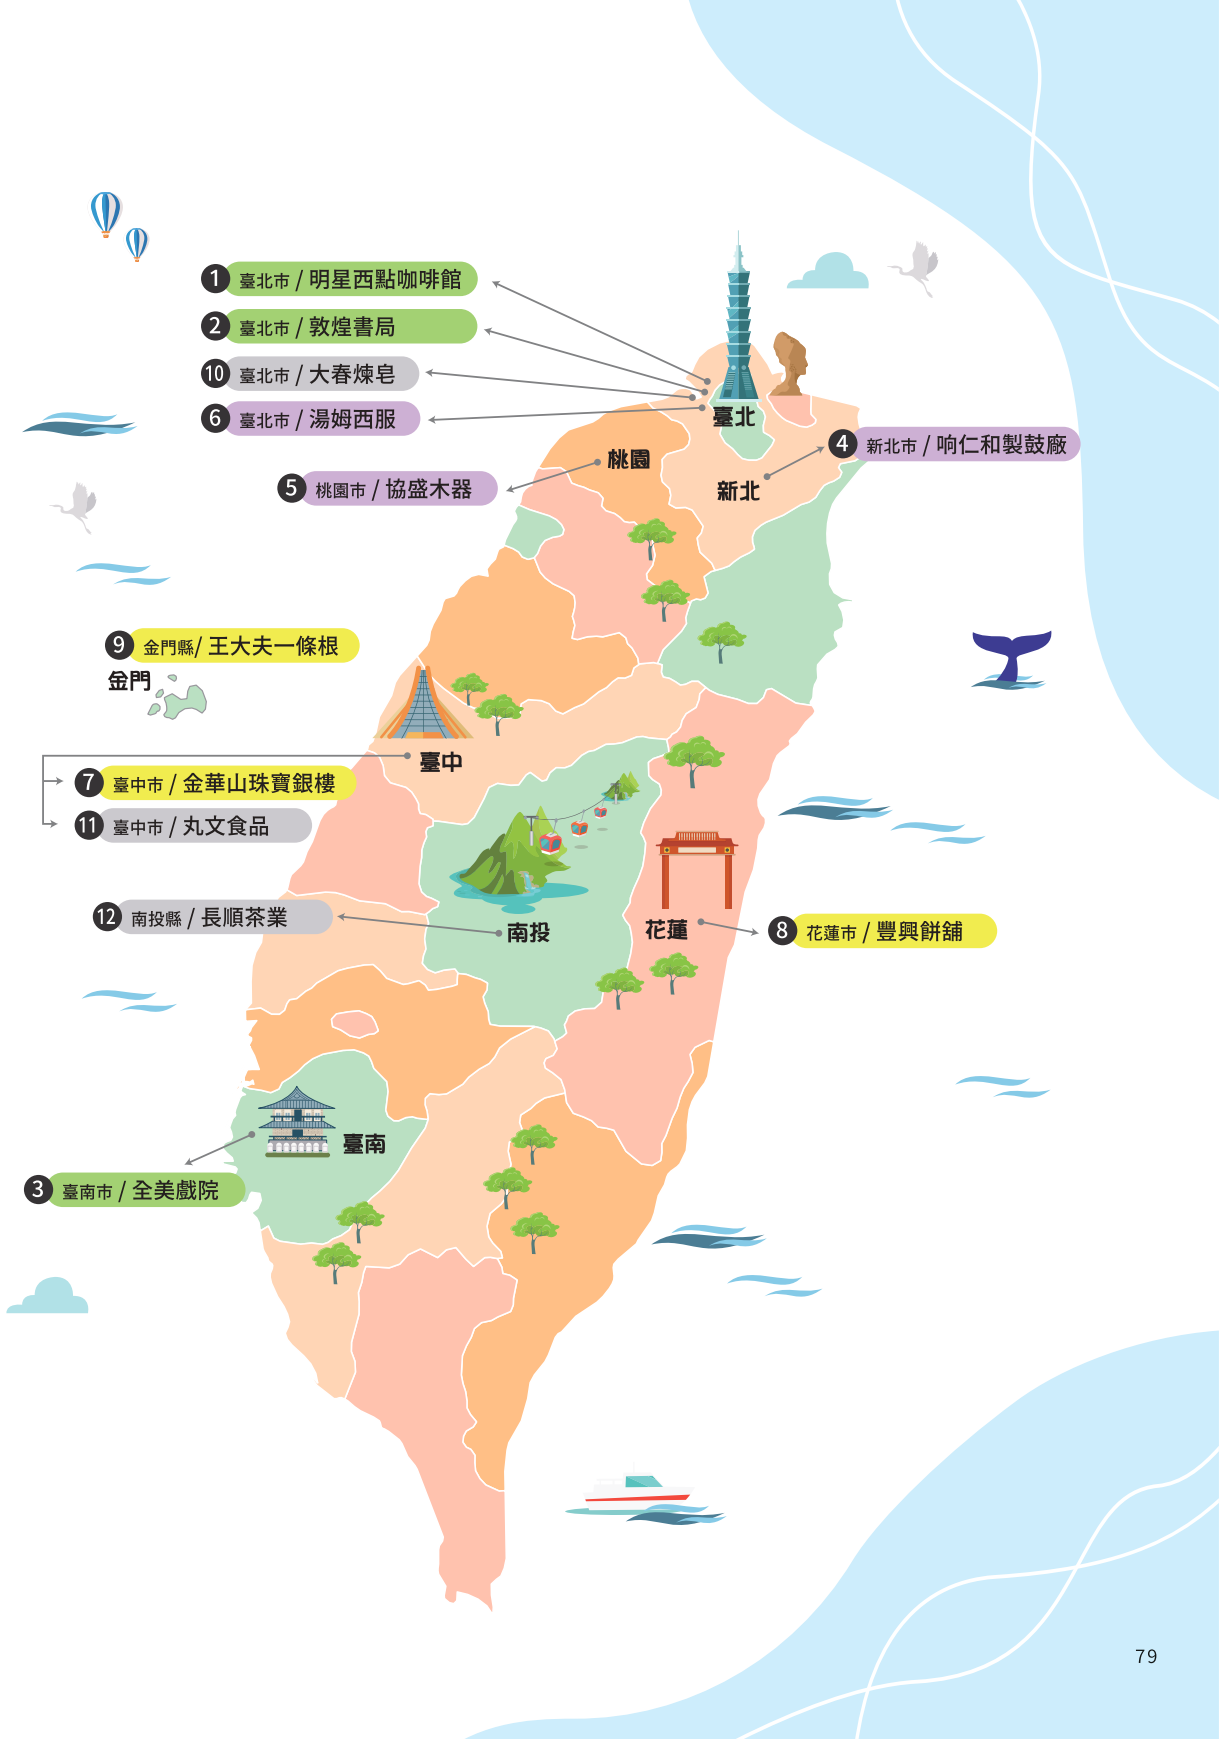 1 臺北市 / 明星西點咖啡館
2 臺北市 / 敦煌書局
10 臺北市 / 大春煉皂
6 臺北市 / 湯姆西服
臺北
4 新北市 / 响仁和製鼓廠
桃園
5 桃園市 / 協盛木器
新北
9 金門縣/ 王大夫一條根
金門
臺中
7 臺中市 / 金華山珠寶銀樓
11 臺中市 / 丸文食品
12 南投縣 / 長順茶業
南投
花蓮
8 花蓮市 / 豐興餅舖
臺南
3 臺南市 / 全美戲院
79